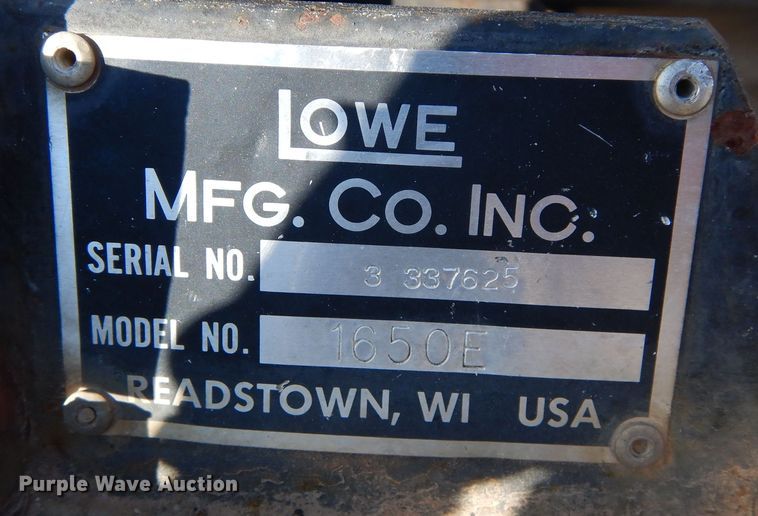 LOWE
MFG. CO. INC.
SERIAL NO. 3 337625
MODEL NO. 1650E
READSTOWN, WI USA
Purple Wave Auction